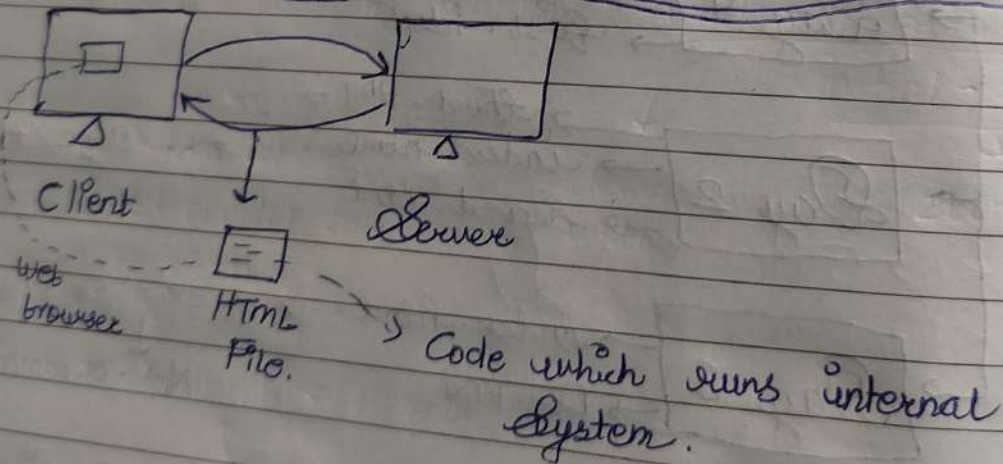 Client
Server
web
browser
HTML
File.
Code which runs internal
System.